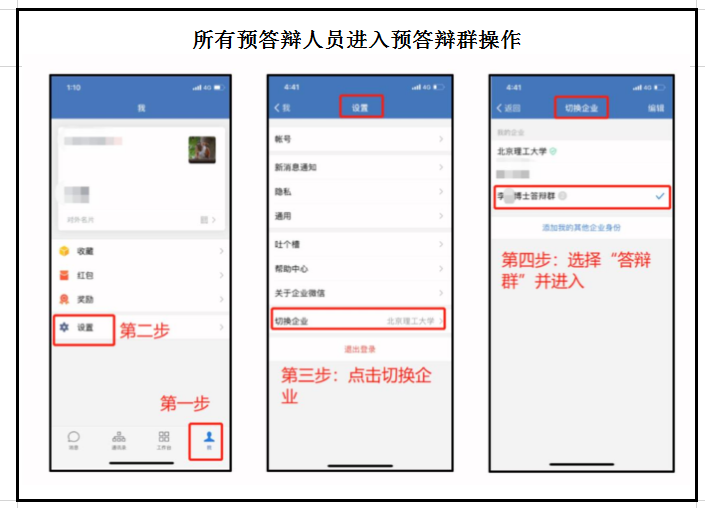 所有预答辩人员进入预答辩群操作
1:10
4G
我
对外名片
收藏
红包
奖励
设置
第二步
第一步
消息
通讯录
工作台
我
4:41
4G
我
设置
帐号
新消息通知
隐私
通用
吐个槽
帮助中心
关于企业微信
切换企业
北京理工大学
退出登录
第三步：点击切换企
业
4:41
4G
返回
切换企业
编辑
我的企业
北京理工大学
李 博士答辩群
添加我的其他企业身份
第四步：选择“答辩
群”并进入